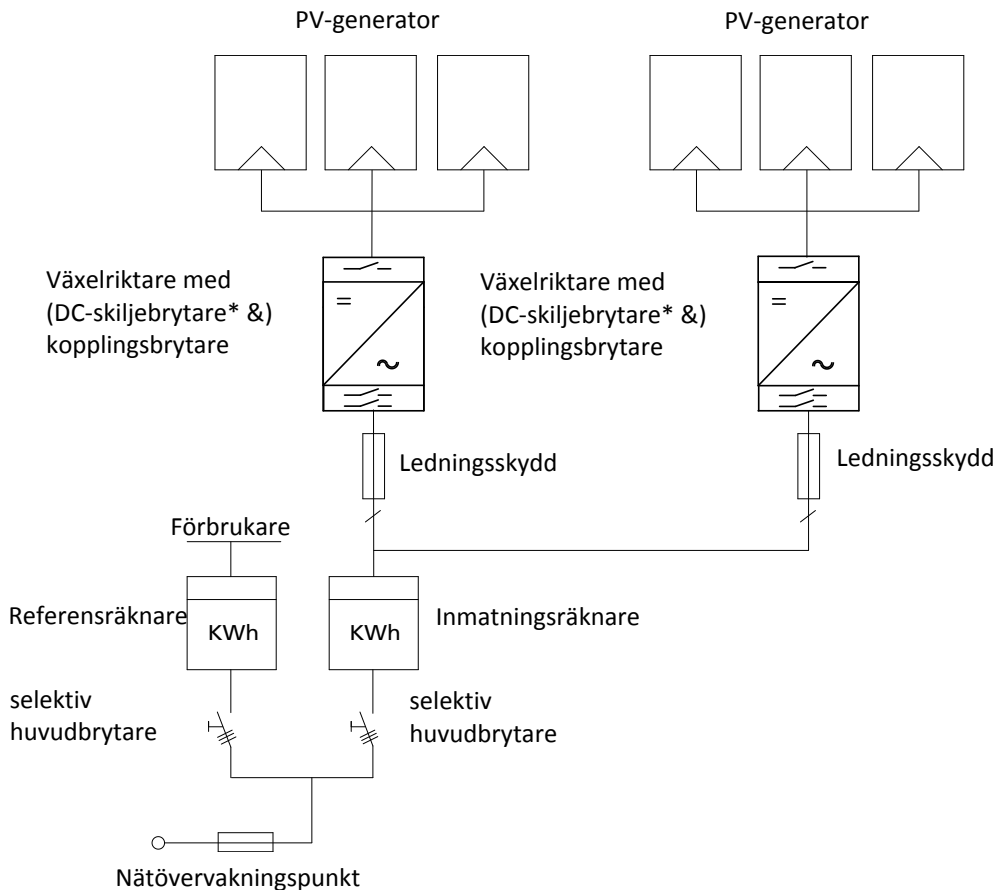 PV-generator
PV-generator
Växelriktare med
(DC-skiljebrytare* &)
kopplingsbrytare
Växelriktare med
(DC-skiljebrytare* &)
kopplingsbrytare
Ledningsskydd
Ledningsskydd
Förbrukare
Referensräknare
KWh
KWh
Inmatningsräknare
selektiv
huvudbrytare
selektiv
huvudbrytare
Nätövervakningspunkt